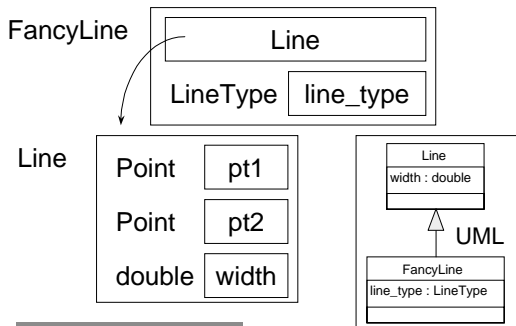 FancyLine
Line
LineType line_type
Line
Point pt1
Point pt2
double width
Line
width : double
UML
FancyLine
line_type : LineType